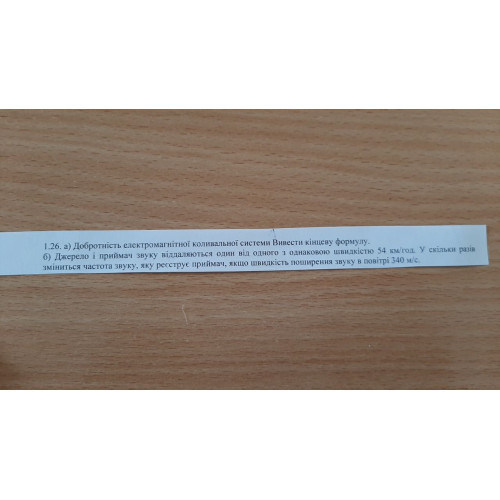 1.26. а) Добротність електромагнітної коливальної системи Вивести кінцеву формулу.
б) Джерело і приймач звуку віддаляються один від одного з однаковою швидкістю 54 км/год. У скільки разів
зміниться частота звуку, яку реєструє приймач, якщо швидкість поширення звуку в повітрі 340 м/с.